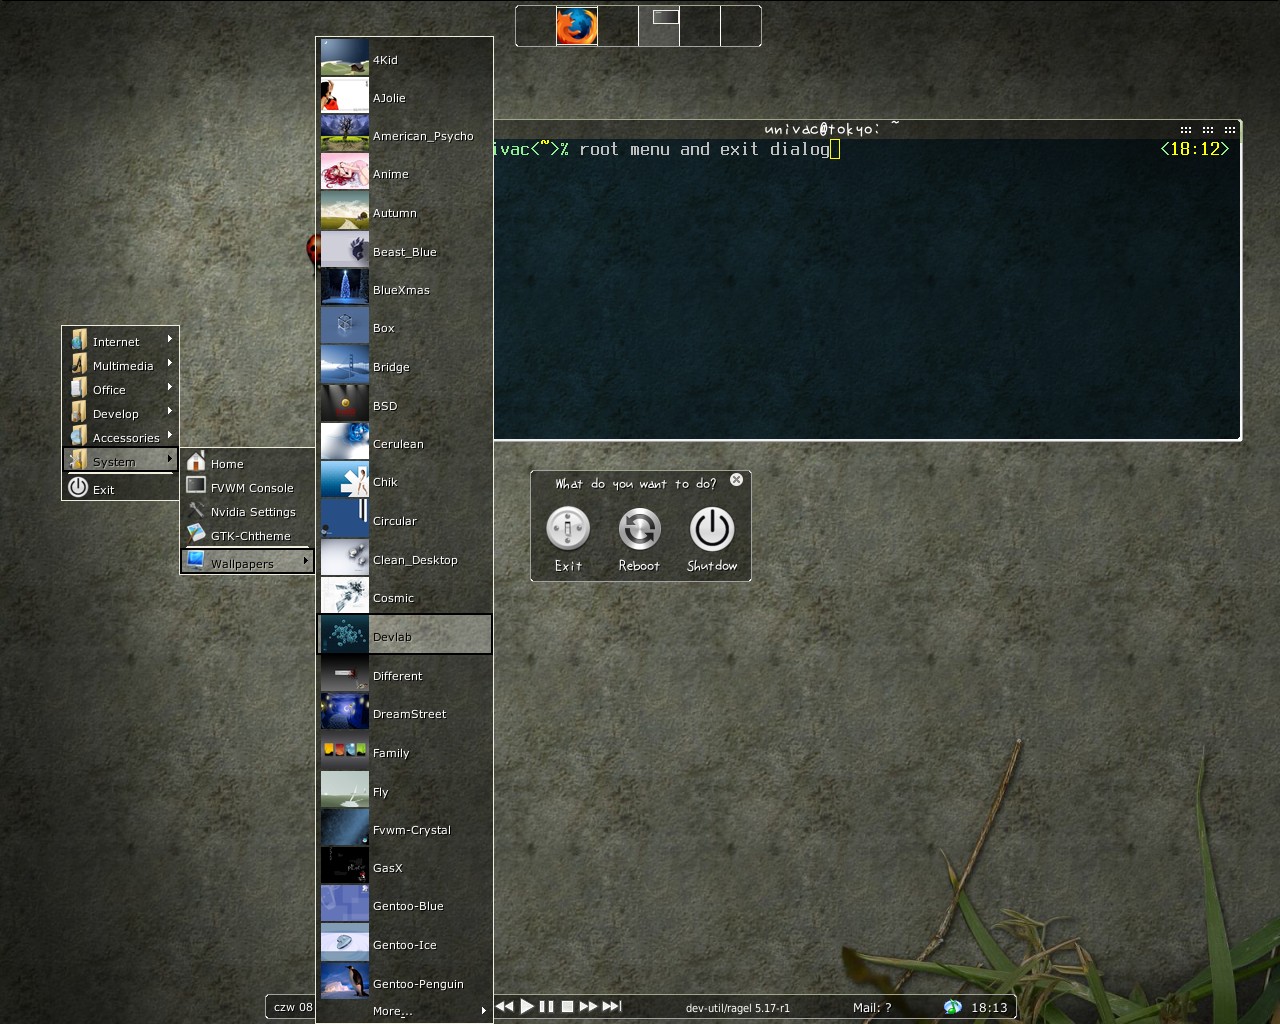 4Kid
AJolie
American_Psycho
Anime
Autumn
Beast_Blue
BlueXmas
Box
Bridge
BSD
Cerulean
Chik
Circular
Clean_Desktop
Cosmic
Devlab
Different
DreamStreet
Family
Fly
Fvwm-Crystal
GasX
Gentoo-Blue
Gentoo-Ice
Gentoo-Penguin
More...
univac@tokyo: ~
ivac<~>% root menu and exit dialog
<18:12>
Internet
Multimedia
Office
Develop
Accessories
System
Exit
Home
FVWM Console
Nvidia Settings
GTK-Chtheme
Wallpapers
What do you want to do?
Exit Reboot Shutdow
czw 08
dev-util/ragel 5.17-r1
Mail: ?
18:13